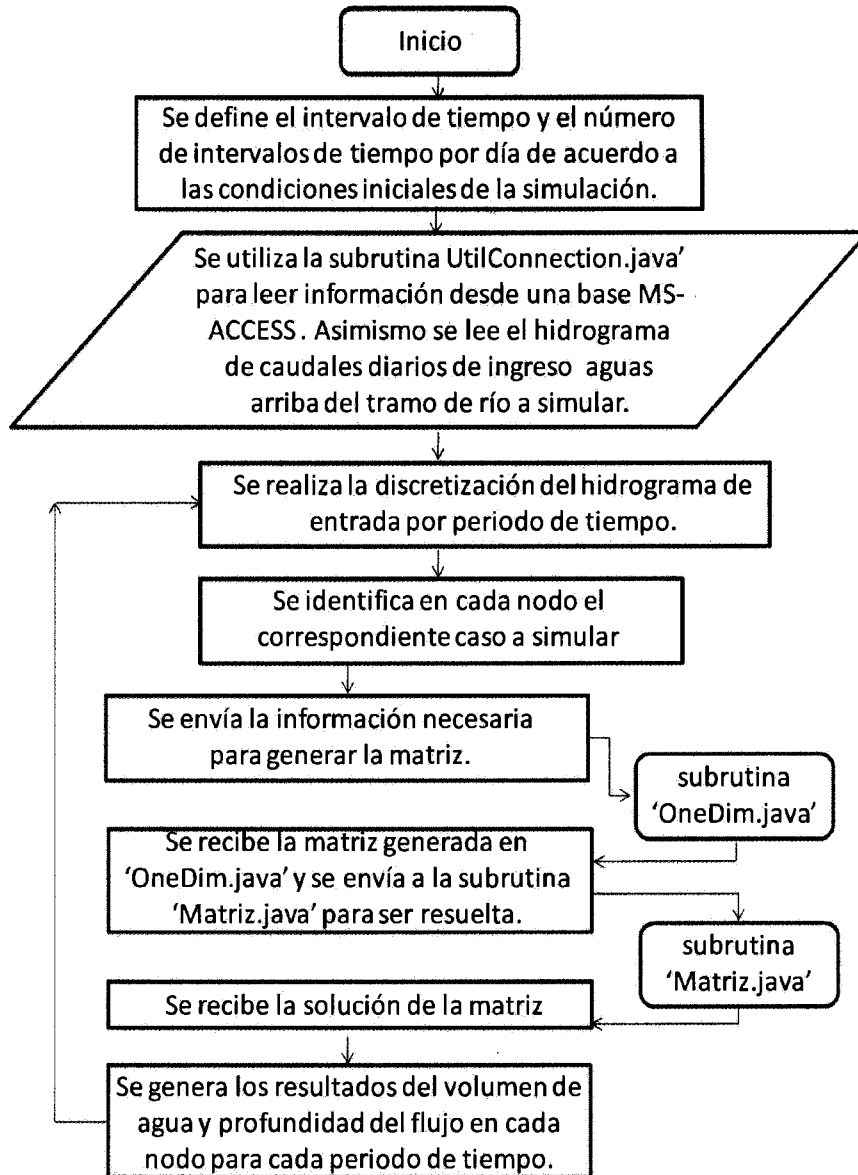 Inicio
Se define el intervalo de tiempo y el número
de intervalos de tiempo por día de acuerdo a
las condiciones iniciales de la simulación.
Se utiliza la subrutina UtilConnection.java’
para leer información desde una base MS-
ACCESS. Asimismo se lee el hidrograma
de caudales diarios de ingreso aguas
arriba del tramo de río a simular.
Se realiza la discretización del hidrograma de
entrada por periodo de tiempo.
Se identifica en cada nodo el
correspondiente caso a simular
Se envía la información necesaria
para generar la matriz.
subrutina
‘OneDim.java’
Se recibe la matriz generada en
‘OneDim.java’ y se envía a la subrutina
‘Matriz.java’ para ser resuelta.
subrutina
‘Matriz.java’
Se recibe la solución de la matriz
Se genera los resultados del volumen de
agua y profundidad del flujo en cada
nodo para cada periodo de tiempo.